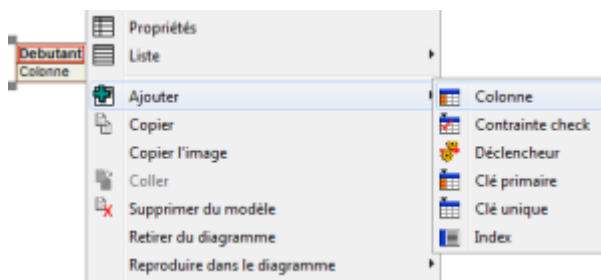 Propriétés
Debutant
Liste
Colonne
Ajouter
Colonne
Copier
Contrainte check
Copier l'image
Déclencheur
Coller
Clé primaire
Supprimer du modèle
Clé unique
Retirer du diagramme
Index
Reproduire dans le diagramme